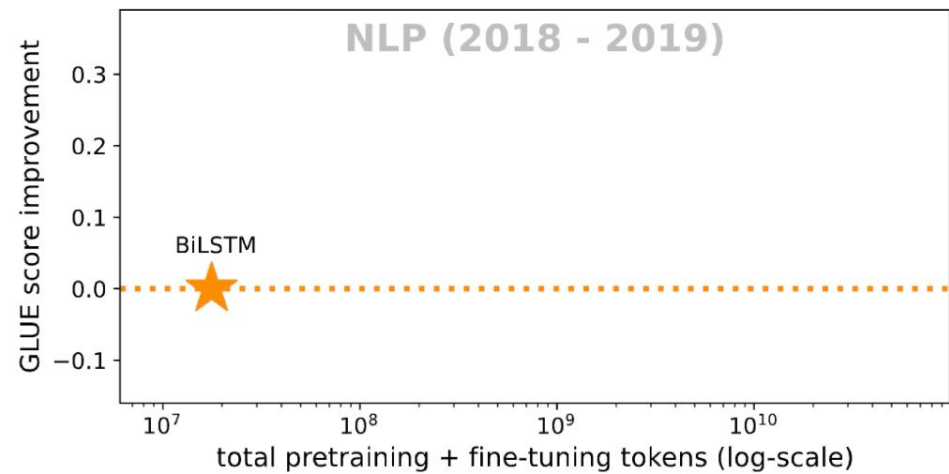 NLP (2018 - 2019)
GLUE score improvement
0.3
0.2
0.1
0.0
−0.1
BiLSTM
10⁷
10⁸
10⁹
10¹⁰
total pretraining + fine-tuning tokens (log-scale)